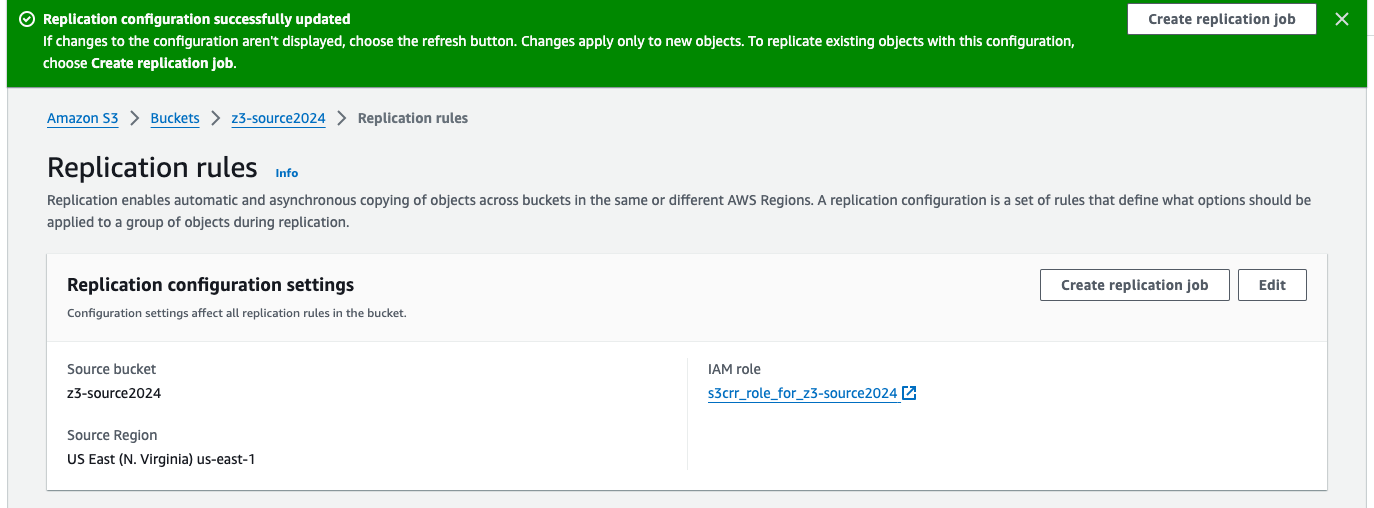 Replication configuration successfully updated
Create replication job
If changes to the configuration aren't displayed, choose the refresh button. Changes apply only to new objects. To replicate existing objects with this configuration,
choose Create replication job.
Amazon S3 > Buckets > z3-source2024 > Replication rules
Replication rules Info
Replication enables automatic and asynchronous copying of objects across buckets in the same or different AWS Regions. A replication configuration is a set of rules that define what options should be
applied to a group of objects during replication.
Replication configuration settings
Create replication job
Edit
Configuration settings affect all replication rules in the bucket.
Source bucket
z3-source2024
Source Region
US East (N. Virginia) us-east-1
IAM role
s3crr_role_for_z3-source2024